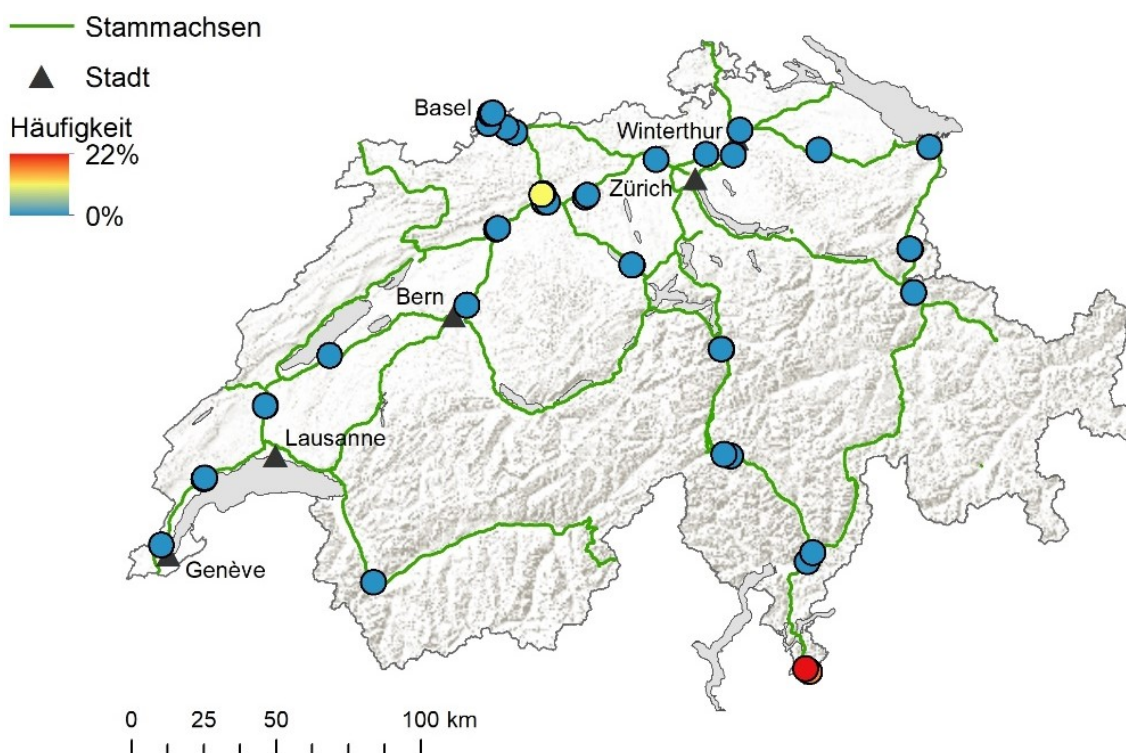 Stammachsen
Stadt
Häufigkeit
22%
0%
Basel
Winterthur
Zürich
Bern
Lausanne
Genève
0 25 50 100 km